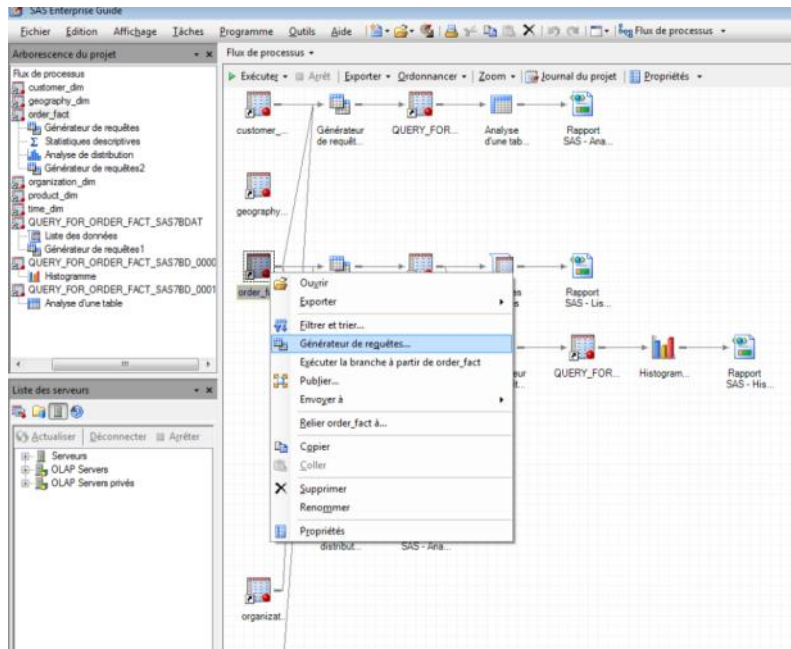 SAS Enterprise Guide
Fichier Edition Affichage Tâches Programme Outils Aide Flux de processus
Arborescence du projet
Flux de processus
customer_dim
geography_dim
order_fact
Générateur de requêtes
Statistiques descriptives
Analyse de distribution
Générateur de requêtes2
organization_dim
product_dim
time_dim
QUERY_FOR_ORDER_FACT_SAS7BDAT
Liste des données
Générateur de requêtes1
QUERY_FOR_ORDER_FACT_SAS7BD_0000
Histogramme
QUERY_FOR_ORDER_FACT_SAS7BD_0001
Analyse d'une table
Liste des serveurs
Actualiser Déconnecter Arrêter
Serveurs
OLAP Servers
OLAP Servers privés
Flux de processus
Exécuter Arrêt Exporter Ordonnancer Zoom Journal du projet Propriétés
customer_... Générateur de requêt... QUERY_FOR... Analyse d'une tab... Rapport SAS - Ana...
geography...
order_f
Rapport SAS - Lis...
Ouvrir
Exporter
Filtrer et trier...
Générateur de requêtes...
Exécuter la branche à partir de order_fact
Publier...
Envoyer à
Relier order_fact à...
Copier
Coller
Supprimer
Renommer
Propriétés
QUERY_FOR... Histogram... Rapport SAS - His...
distribut... SAS - Ana...
organizat...